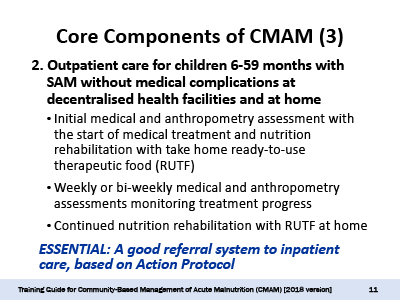 Core Components of CMAM (3)
2. Outpatient care for children 6-59 months with
SAM without medical complications at
decentralised health facilities and at home
• Initial medical and anthropometry assessment with
the start of medical treatment and nutrition
rehabilitation with take home ready-to-use
therapeutic food (RUTF)
• Weekly or bi-weekly medical and anthropometry
assessments monitoring treatment progress
• Continued nutrition rehabilitation with RUTF at home
ESSENTIAL: A good referral system to inpatient
care, based on Action Protocol
Training Guide for Community-Based Management of Acute Malnutrition (CMAM) [2018 version] 11